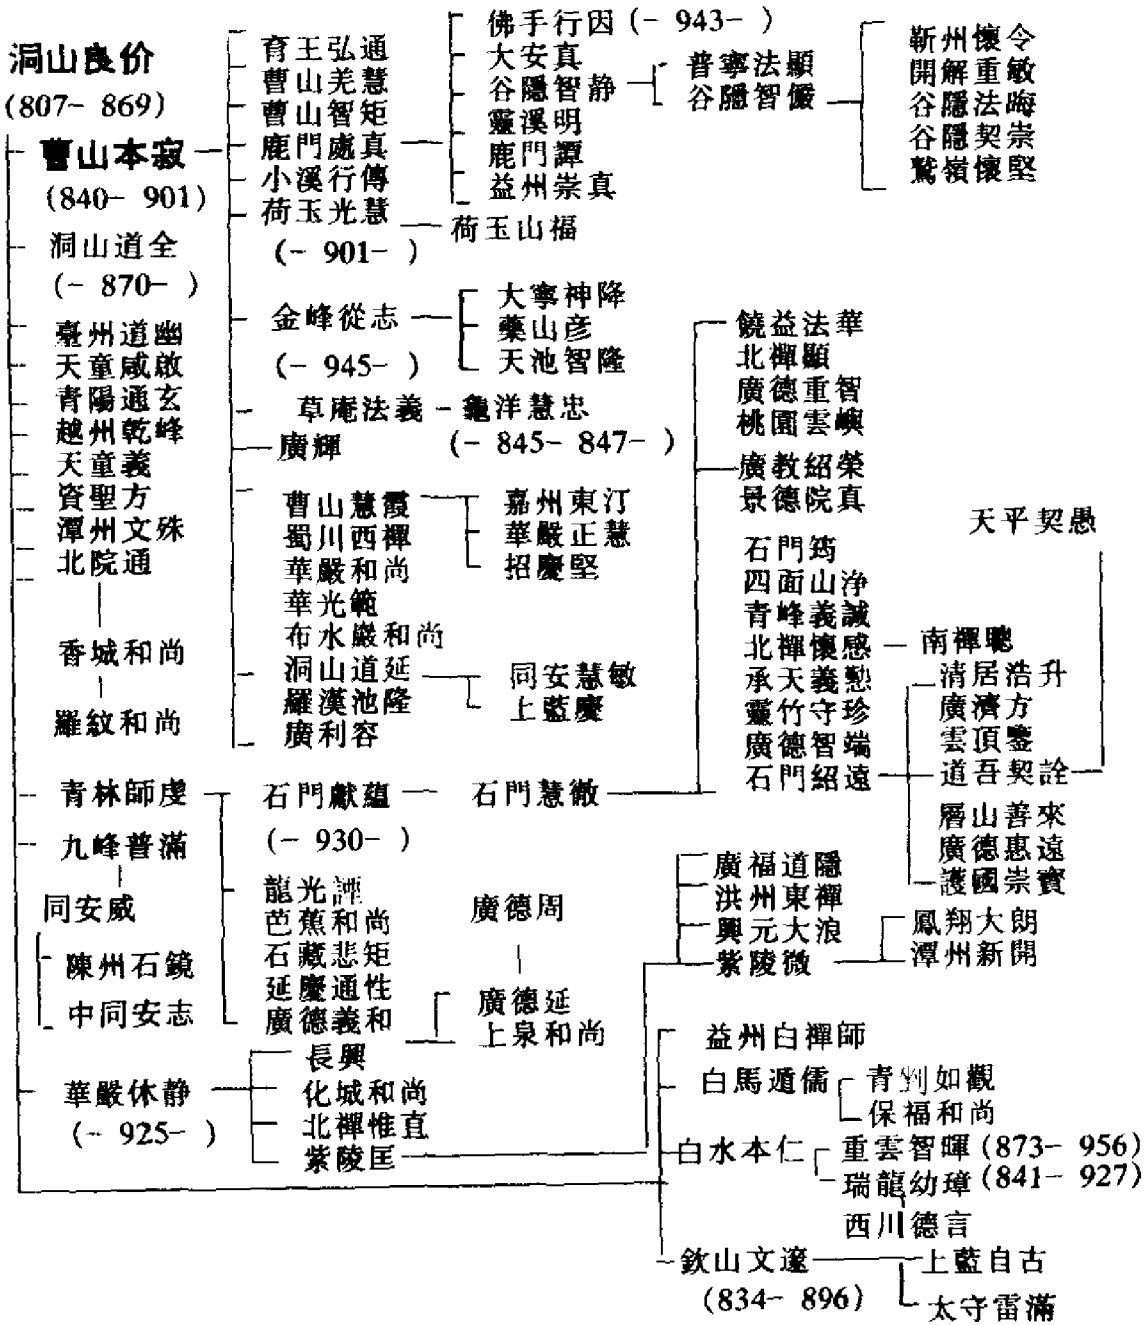 洞山良价
(807- 869)
曹山本寂
(840- 901)
洞山道全
(- 870- )
臺州道幽
天童咸啟
青陽通玄
越州乾峰
天童義
資聖方
潭州文殊
北院通
香城和尚
羅紋和尚
青林師虔
九峰普滿
同安威
陳州石鏡
中同安志
華嚴休静
(- 925- )
育王弘通
曹山羌慧
曹山智炬
鹿門處真
小溪行傳
荷玉光慧
(- 901- )
金峰從志
(- 945- )
草庵法義
廣輝
曹山慧霞
蜀川西禪
華嚴和尚
華光範
布水巖和尚
洞山道延
羅漢池隆
廣利容
石門獻蘊
(- 930- )
龍光諲
芭蕉和尚
石藏悲矩
延慶通性
廣德義和
長興
化城和尚
北禪惟直
紫陵匡
佛手行因 (- 943- )
大安真
谷隱智静
靈溪明
鹿門譚
益州崇真
荷玉山福
大寧神降
藥山彦
天池智隆
龜洋慧忠
(- 845- 847- )
嘉州東汀
華嚴正慧
招慶堅
同安慧敏
上藍慶
石門慧徹
廣德周
廣德延
上泉和尚
普寧法顯
谷隱智儼
靳州懷令
開解重敏
谷隱法晦
谷隱契崇
鷲嶺懷堅
饒益法華
北禪顯
廣德重智
桃園雲嶼
廣教紹榮
景德院真
石門筠
四面山浄
青峰義誠
北禪懷感
承天義懃
靈竹守珍
廣德智端
石門紹遠
天平契愚
南禪聰
清居浩升
廣濟方
雲頂鑒
道吾契詮
層山善來
廣德惠遠
護國崇寶
廣福道隱
洪州東禪
興元大浪
紫陵微
鳳翔大朗
潭州新開
益州白禪師
白馬遁儒
青剉如觀
保福和尚
白水本仁
重雲智暉 (873- 956)
瑞龍幼璋 (841- 927)
西川德言
欽山文邃
(834- 896)
上藍自古
太守雷滿